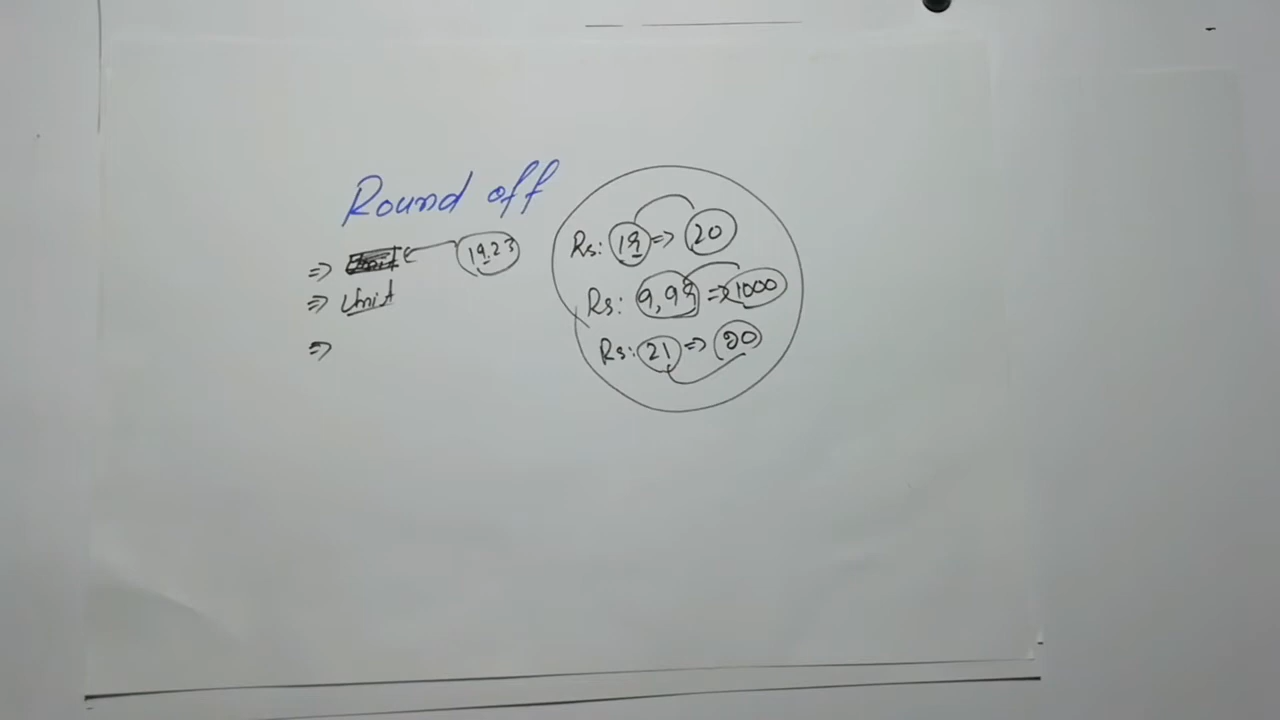 Round off
⇒ 19.23
⇒ Unit
⇒
Rs: 19 ⇒ 20
Rs: 9,99 ⇒ 1000
Rs: 21 ⇒ 20